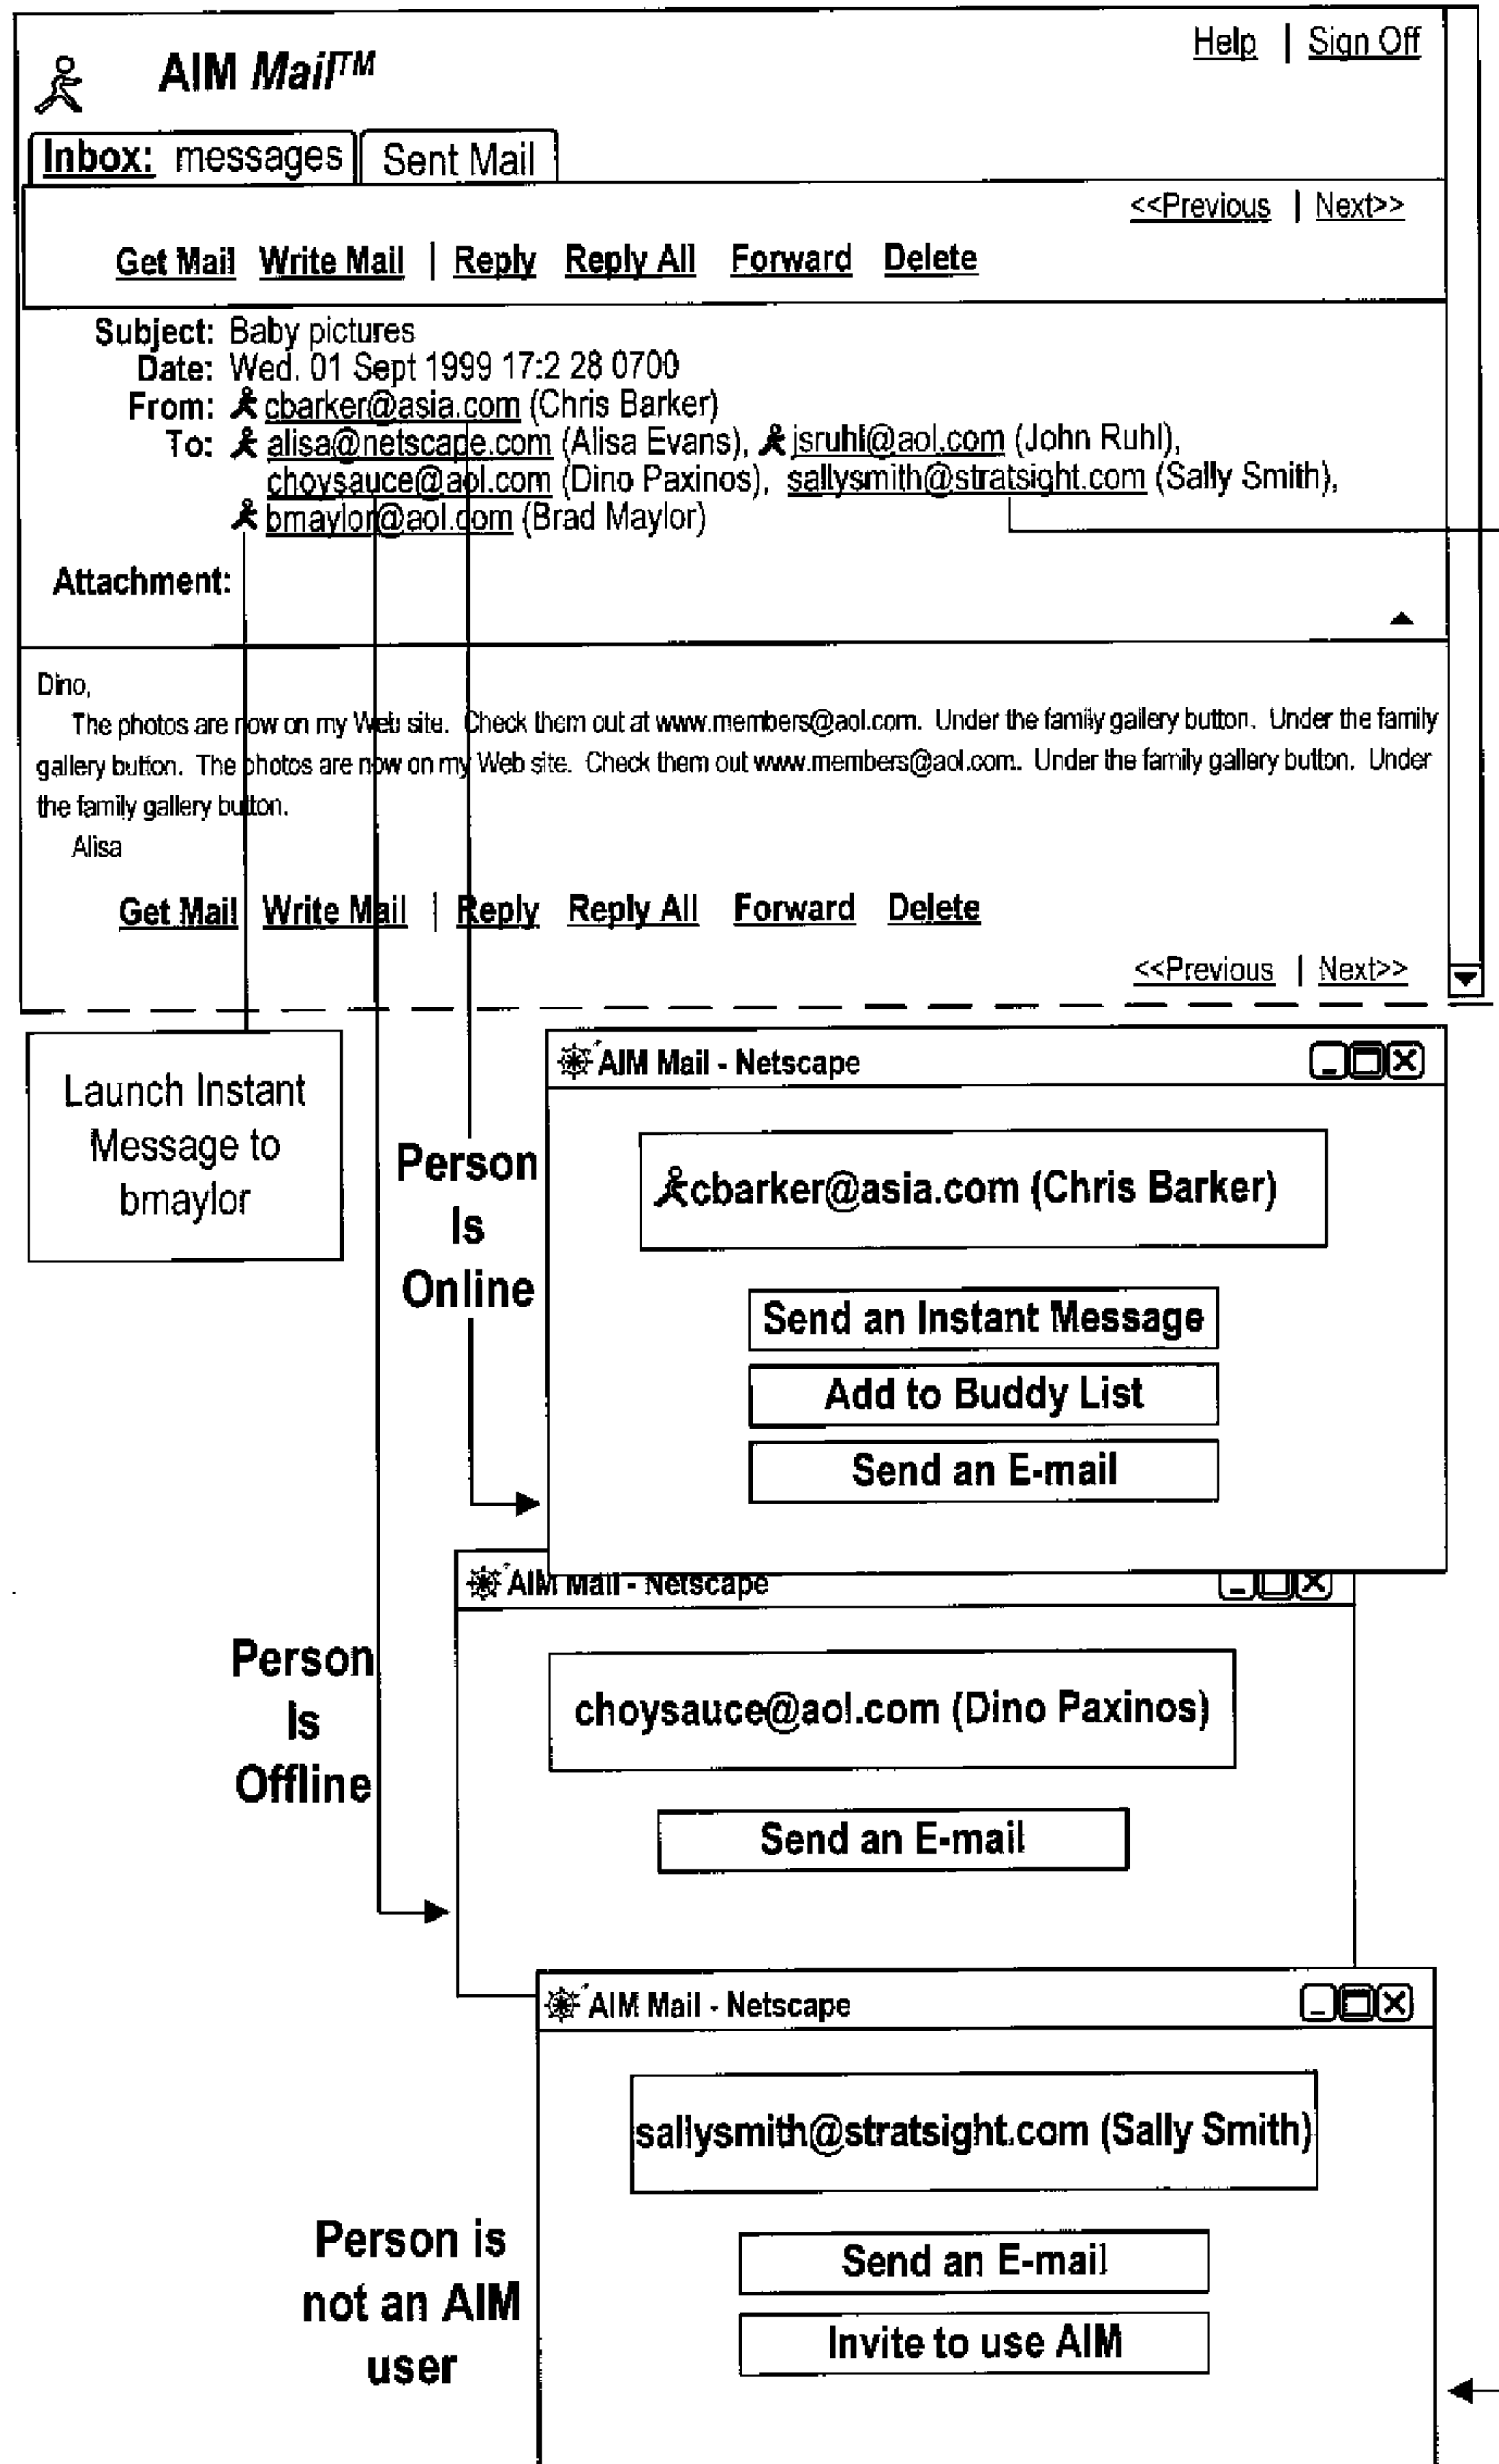 AIM Mail™
Help | Sign Off
Inbox: messages
Sent Mail
<<Previous | Next>>
Get Mail Write Mail | Reply Reply All Forward Delete
Subject: Baby pictures
Date: Wed. 01 Sept 1999 17:2 28 0700
From: cbarker@asia.com (Chris Barker)
To: alisa@netscape.com (Alisa Evans), jsruhl@aol.com (John Ruhl),
choysauce@aol.com (Dino Paxinos), sallysmith@stratsight.com (Sally Smith),
bmaylor@aol.com (Brad Maylor)
Attachment:
Dino,
The photos are now on my Web site. Check them out at www.members@aol.com. Under the family gallery button. Under the family
gallery button. The photos are now on my Web site. Check them out www.members@aol.com. Under the family gallery button. Under
the family gallery button.
Alisa
Get Mail Write Mail | Reply Reply All Forward Delete
<<Previous | Next>>
Launch Instant
Message to
bmaylor
Person
Is
Online
AIM Mail - Netscape
cbarker@asia.com (Chris Barker)
Send an Instant Message
Add to Buddy List
Send an E-mail
Person
Is
Offline
AIM Mail - Netscape
choysauce@aol.com (Dino Paxinos)
Send an E-mail
Person is
not an AIM
user
AIM Mail - Netscape
sallysmith@stratsight.com (Sally Smith)
Send an E-mail
Invite to use AIM